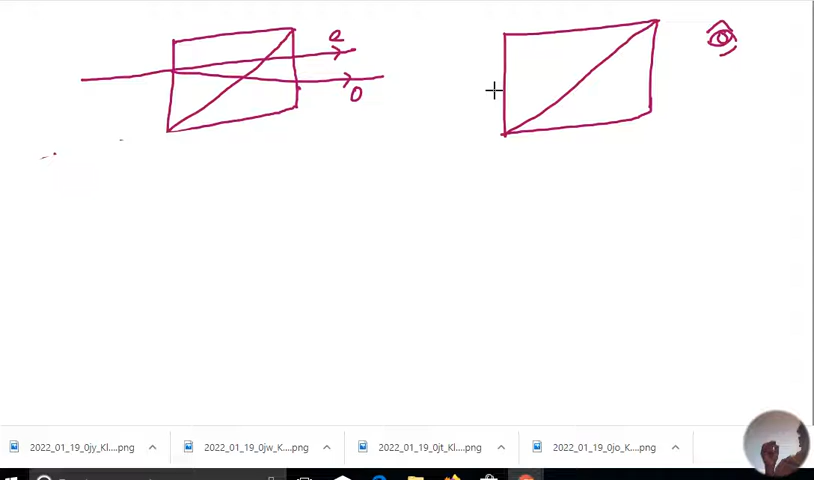 e
O
2022_01_19_0jy_Kl....png
2022_01_19_0jw_K....png
2022_01_19_0jt_Kl....png
2022_01_19_0jo_K....png